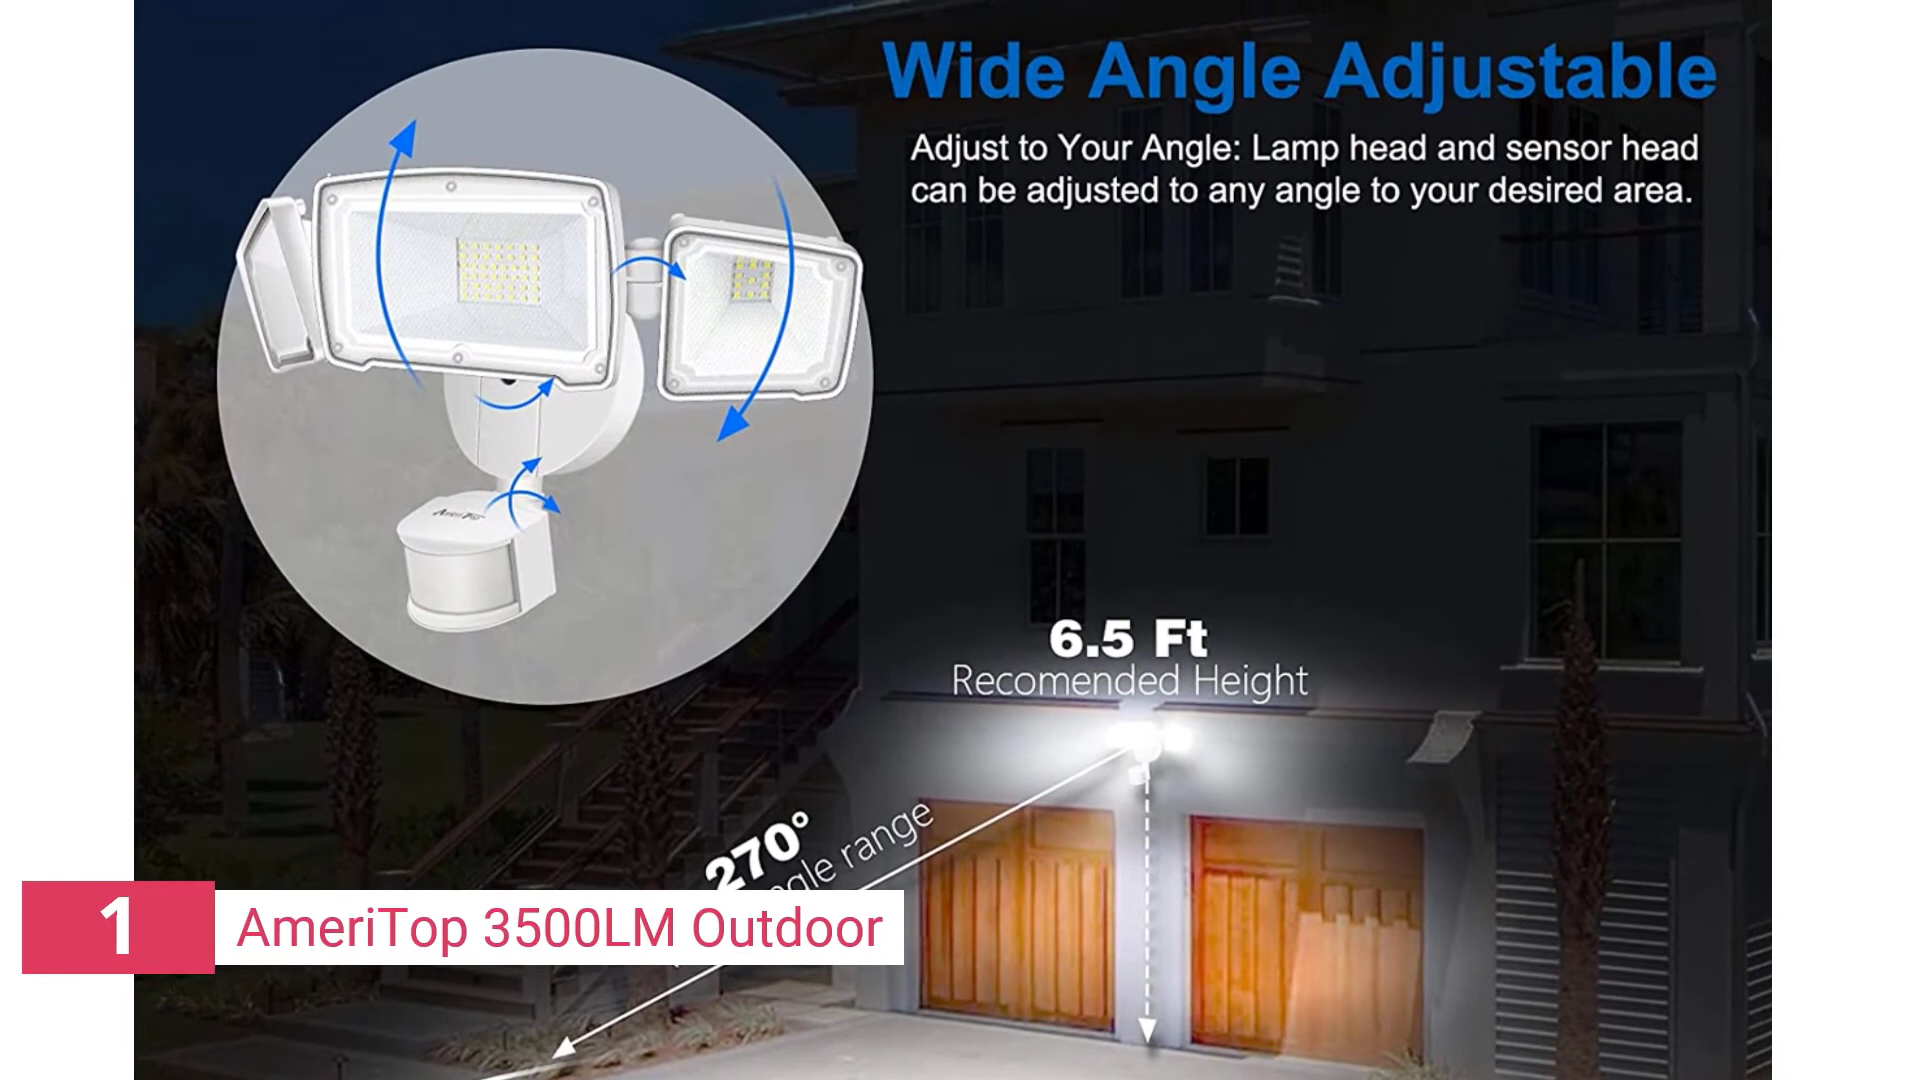 Wide Angle Adjustable
Adjust to Your Angle: Lamp head and sensor head
can be adjusted to any angle to your desired area.
AmeriTop
6.5 Ft
Recomended Height
270°
range
1 AmeriTop 3500LM Outdoor